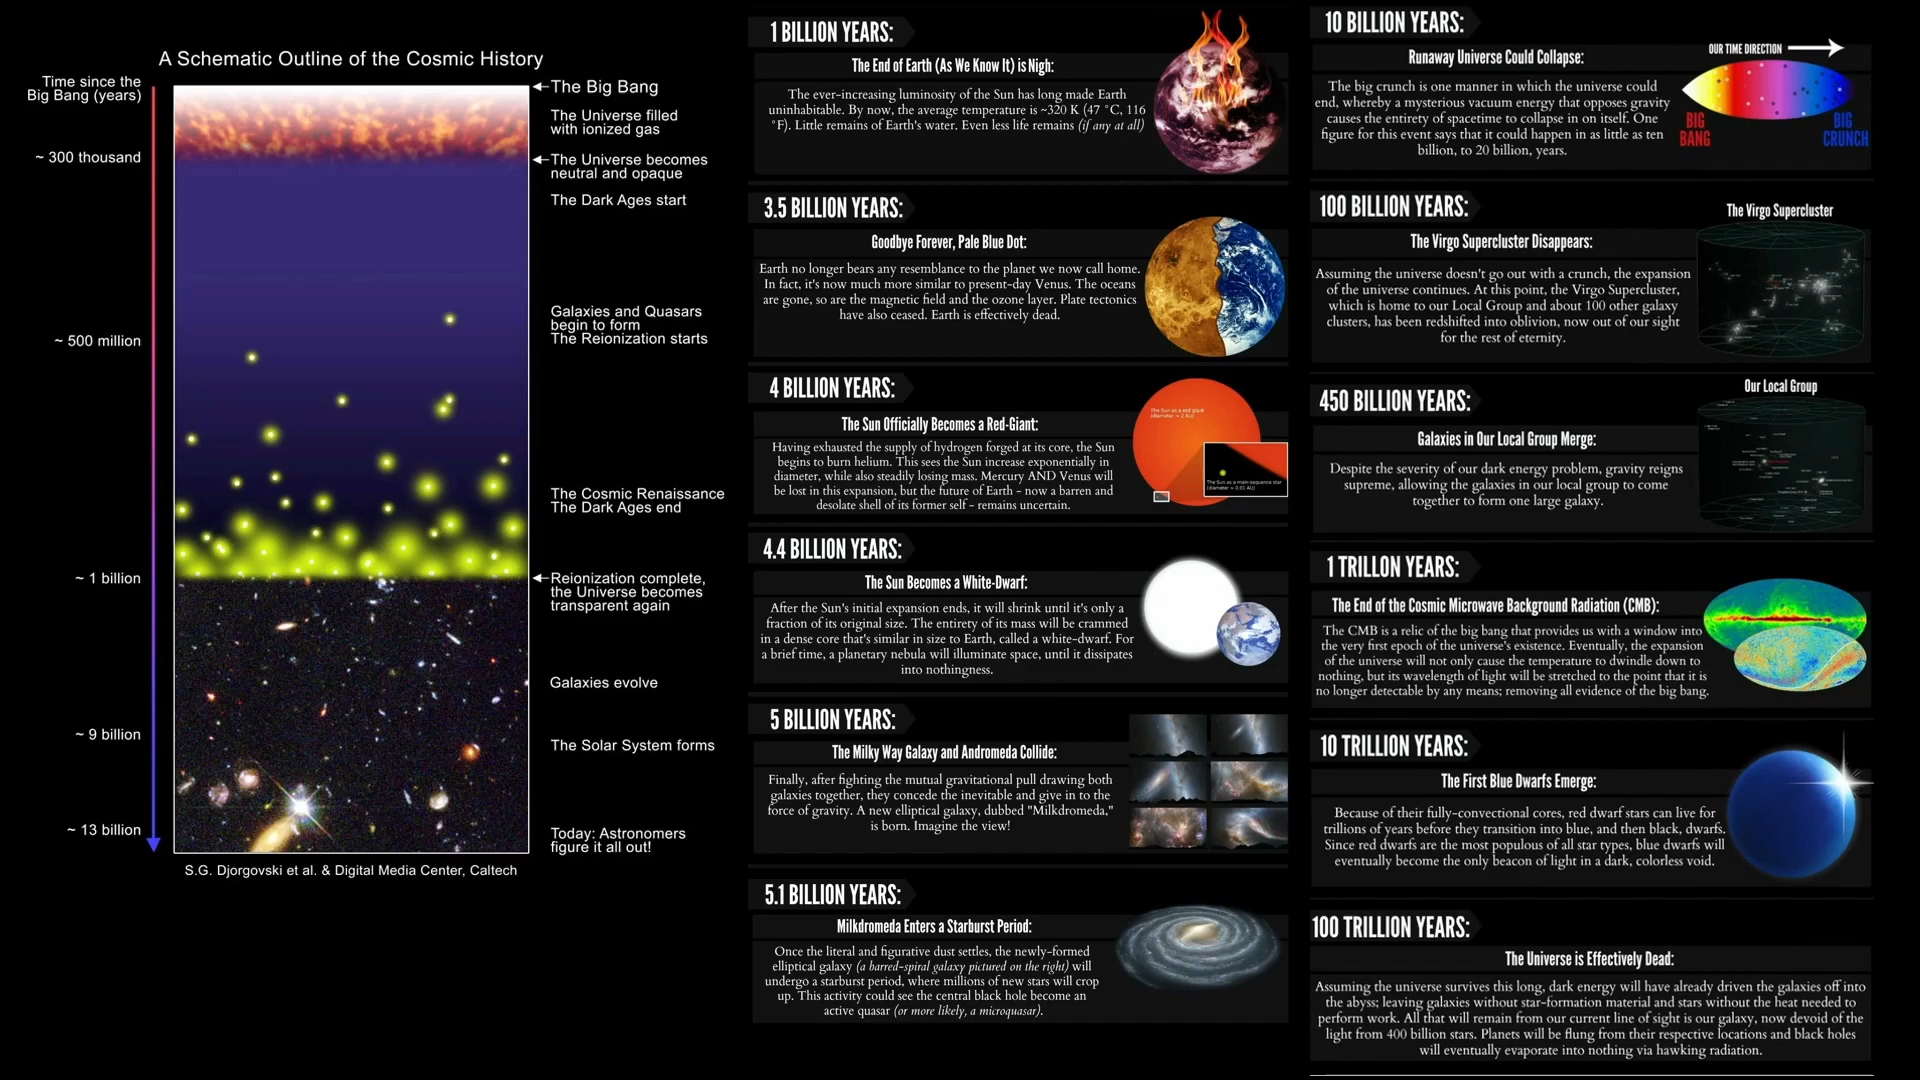 A Schematic Outline of the Cosmic History
Time since the
Big Bang (years)
The Big Bang
The Universe filled
with ionized gas
~ 300 thousand
The Universe becomes
neutral and opaque
The Dark Ages start
Galaxies and Quasars
begin to form
The Reionization starts
~ 500 million
The Cosmic Renaissance
The Dark Ages end
~ 1 billion
Reionization complete,
the Universe becomes
transparent again
Galaxies evolve
~ 9 billion
The Solar System forms
~ 13 billion
Today: Astronomers
figure it all out!
S.G. Djorgovski et al. & Digital Media Center, Caltech
1 BILLION YEARS:
The End of Earth (As We Know It) is Nigh:
The ever-increasing luminosity of the Sun has long made Earth
uninhabitable. By now, the average temperature is ~320 K (47 °C, 116
°F). Little remains of Earth's water. Even less life remains (if any at all)
3.5 BILLION YEARS:
Goodbye Forever, Pale Blue Dot:
Earth no longer bears any resemblance to the planet we now call home.
In fact, it's now much more similar to present-day Venus. The oceans
are gone, so are the magnetic field and the ozone layer. Plate tectonics
have also ceased. Earth is effectively dead.
4 BILLION YEARS:
The Sun Officially Becomes a Red-Giant:
Having exhausted the supply of hydrogen forged at its core, the Sun
begins to burn helium. This sees the Sun increase exponentially in
diameter, while also steadily losing mass. Mercury AND Venus will
be lost in this expansion, but the future of Earth - now a barren and
desolate shell of its former self - remains uncertain.
The Sun as a red giant
(diameter ≈ 2 AU)
The Sun as a main-sequence star
(diameter ≈ 0.01 AU)
4.4 BILLION YEARS:
The Sun Becomes a White-Dwarf:
After the Sun's initial expansion ends, it will shrink until it's only a
fraction of its original size. The entirety of its mass will be crammed
in a dense core that's similar in size to Earth, called a white-dwarf. For
a brief time, a planetary nebula will illuminate space, until it dissipates
into nothingness.
5 BILLION YEARS:
The Milky Way Galaxy and Andromeda Collide:
Finally, after fighting the mutual gravitational pull drawing both
galaxies together, they concede the inevitable and give in to the
force of gravity. A new elliptical galaxy, dubbed "Milkdromeda,"
is born. Imagine the view!
5.1 BILLION YEARS:
Milkdromeda Enters a Starburst Period:
Once the literal and figurative dust settles, the newly-formed
elliptical galaxy (a barred-spiral galaxy pictured on the right) will
undergo a starburst period, where millions of new stars will crop
up. This activity could see the central black hole become an
active quasar (or more likely, a microquasar).
10 BILLION YEARS:
Runaway Universe Could Collapse:
The big crunch is one manner in which the universe could
end, whereby a mysterious vacuum energy that opposes gravity
causes the entirety of spacetime to collapse in on itself. One
figure for this event says that it could happen in as little as ten
billion, to 20 billion, years.
OUR TIME DIRECTION
BIG
BANG
BIG
CRUNCH
100 BILLION YEARS:
The Virgo Supercluster Disappears:
Assuming the universe doesn't go out with a crunch, the expansion
of the universe continues. At this point, the Virgo Supercluster,
which is home to our Local Group and about 100 other galaxy
clusters, has been redshifted into oblivion, now out of our sight
for the rest of eternity.
The Virgo Supercluster
450 BILLION YEARS:
Galaxies in Our Local Group Merge:
Despite the severity of our dark energy problem, gravity reigns
supreme, allowing the galaxies in our local group to come
together to form one large galaxy.
Our Local Group
1 TRILLON YEARS:
The End of the Cosmic Microwave Background Radiation (CMB):
The CMB is a relic of the big bang that provides us with a window into
the very first epoch of the universe's existence. Eventually, the expansion
of the universe will not only cause the temperature to dwindle down to
nothing, but its wavelength of light will be stretched to the point that it is
no longer detectable by any means; removing all evidence of the big bang.
10 TRILLION YEARS:
The First Blue Dwarfs Emerge:
Because of their fully-convectional cores, red dwarf stars can live for
trillions of years before they transition into blue, and then black, dwarfs.
Since red dwarfs are the most populous of all star types, blue dwarfs will
eventually become the only beacon of light in a dark, colorless void.
100 TRILLION YEARS:
The Universe is Effectively Dead:
Assuming the universe survives this long, dark energy will have already driven the galaxies off into
the abyss; leaving galaxies without star-formation material and stars without the heat needed to
perform work. All that will remain from our current line of sight is our galaxy, now devoid of the
light from 400 billion stars. Planets will be flung from their respective locations and black holes
will eventually evaporate into nothing via hawking radiation.